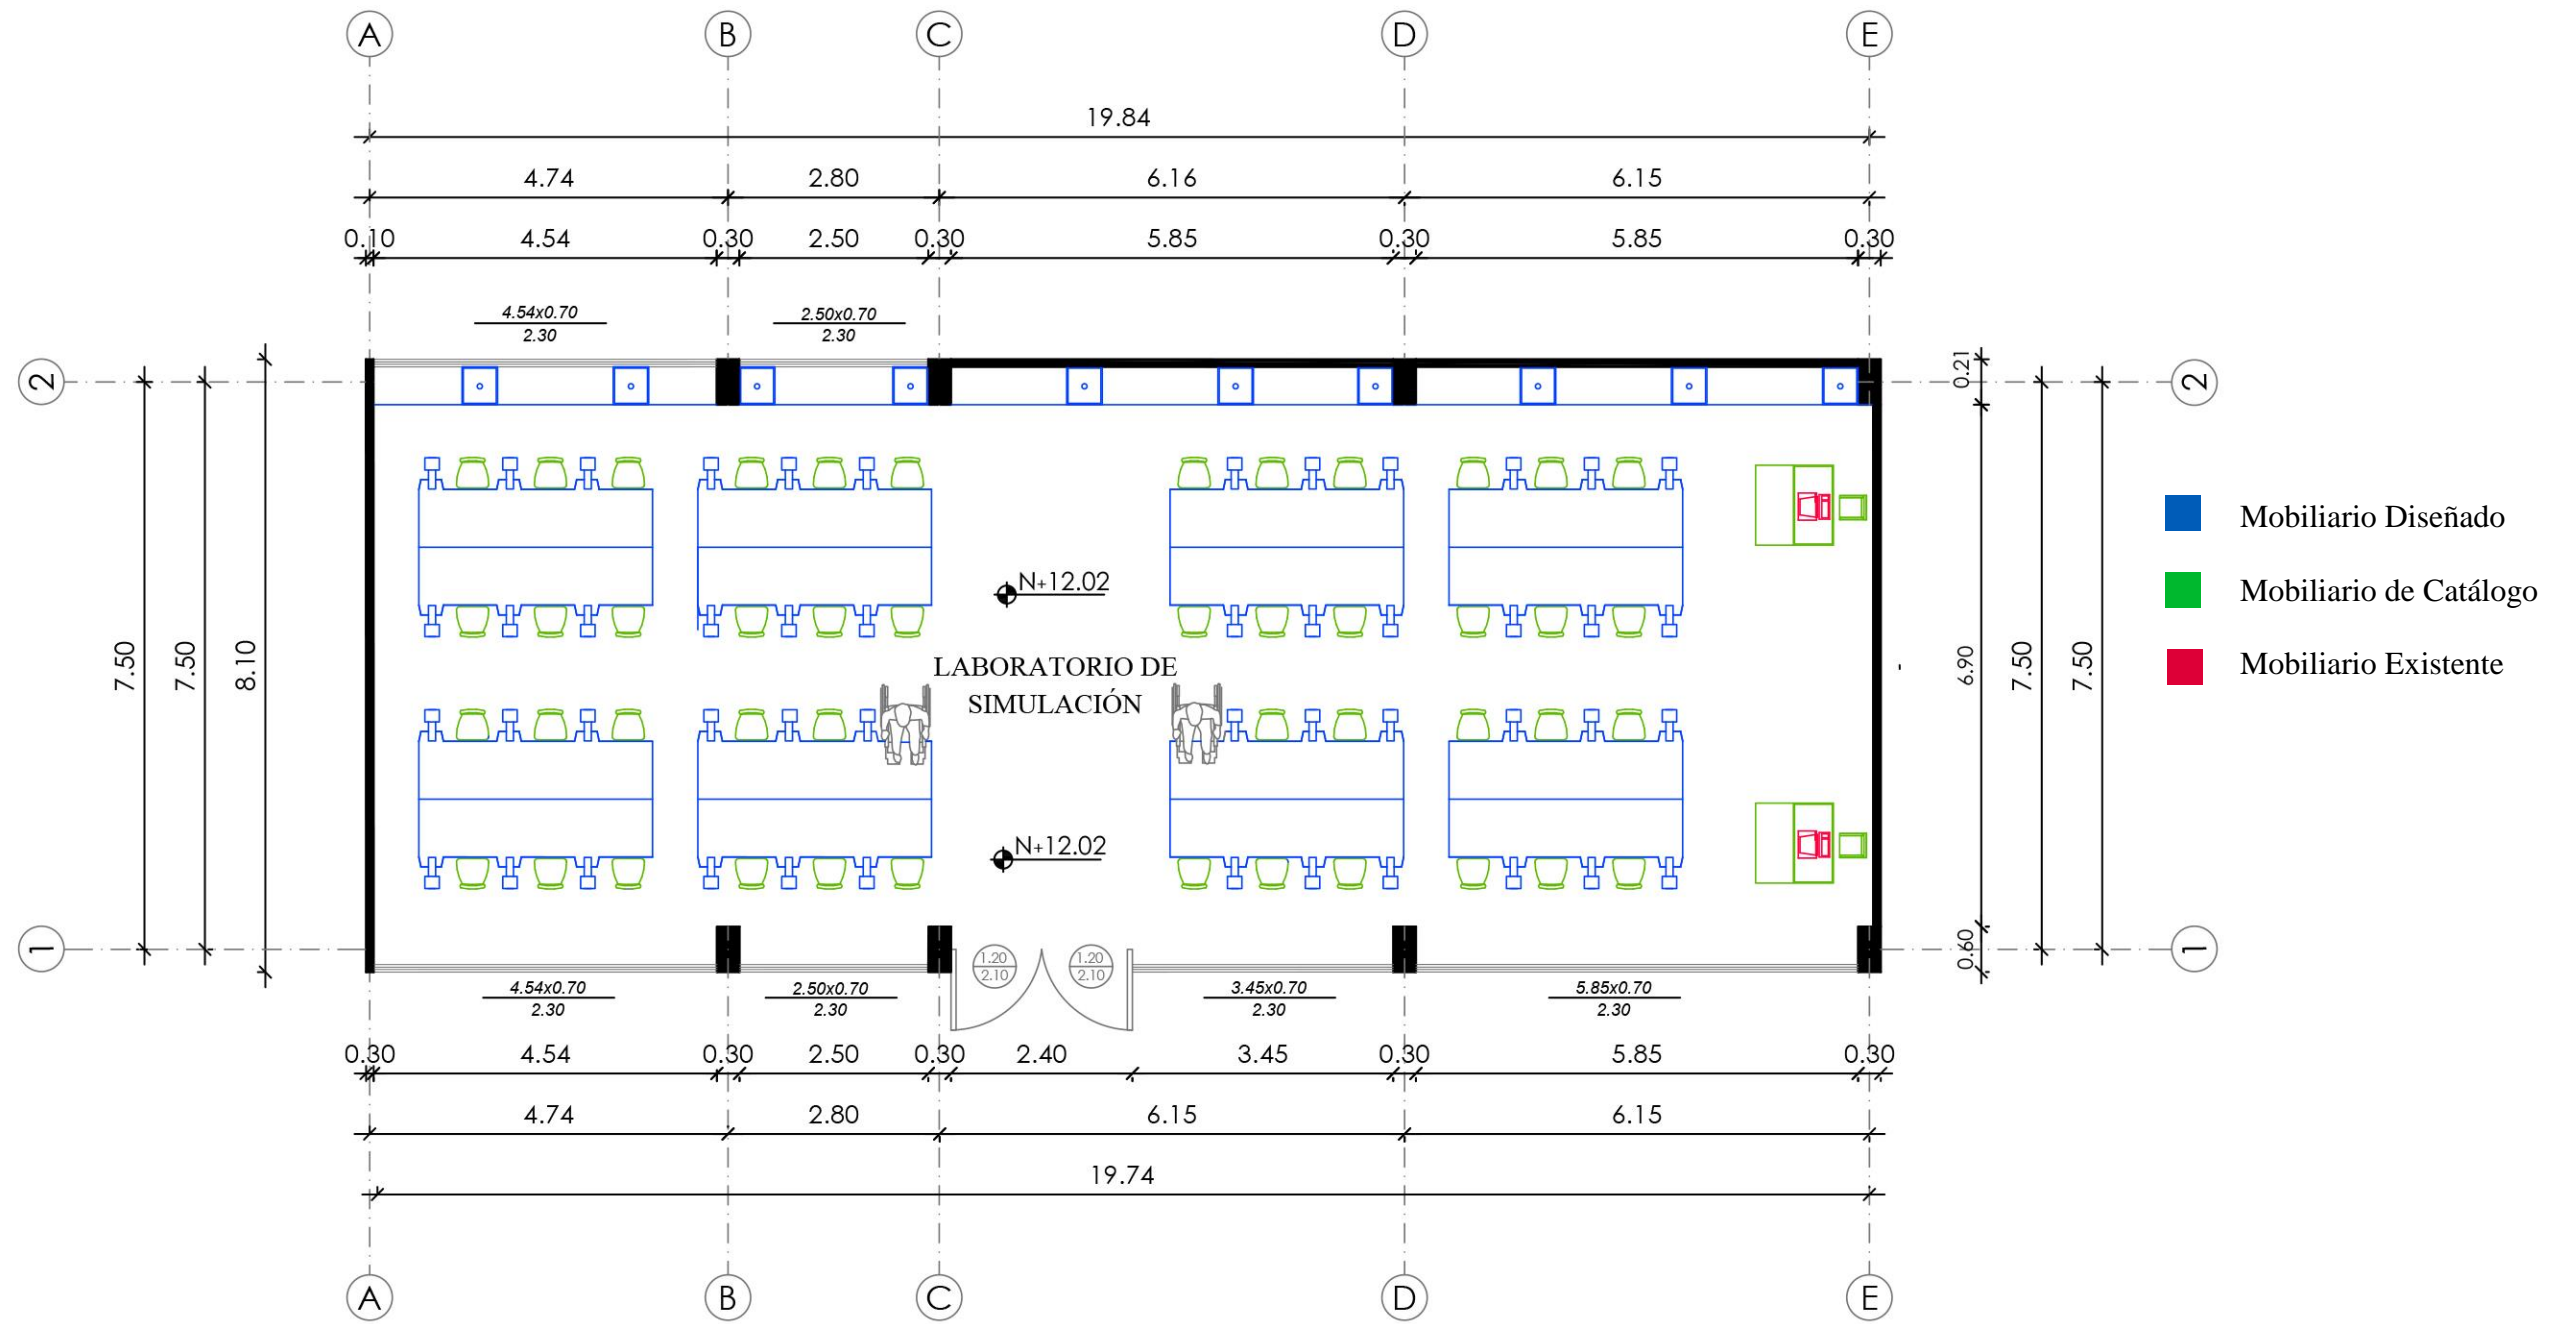 A B C D E
19.84
4.74 2.80 6.16 6.15
0.10 4.54 0.30 2.50 0.30 5.85 0.30 5.85 0.30
4.54x0.70
2.30
2.50x0.70
2.30
2
2
0.21
7.50
7.50
8.10
6.90
7.50
7.50
0.60
N+12.02
LABORATORIO DE
SIMULACIÓN
N+12.02
Mobiliario Diseñado
Mobiliario de Catálogo
Mobiliario Existente
1
1
1.20
2.10
1.20
2.10
4.54x0.70
2.30
2.50x0.70
2.30
3.45x0.70
2.30
5.85x0.70
2.30
0.30 4.54 0.30 2.50 0.30 2.40 3.45 0.30 5.85 0.30
4.74 2.80 6.15 6.15
19.74
A B C D E